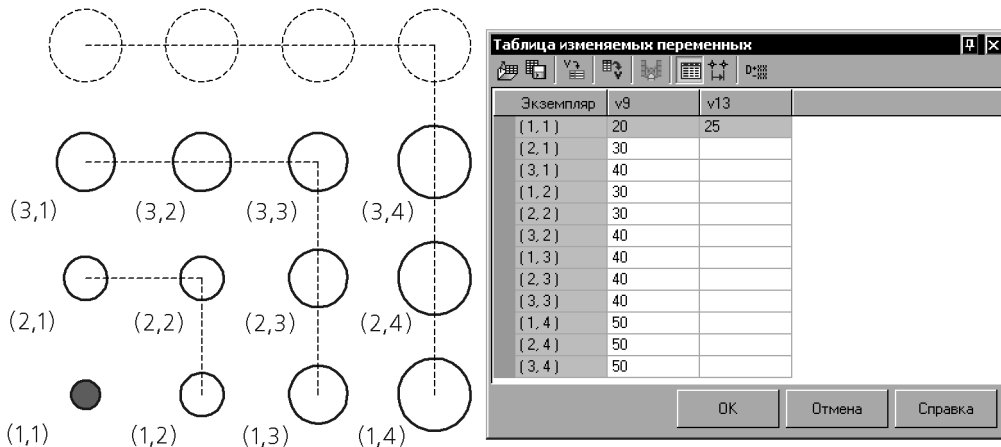 (3,1) (3,2) (3,3) (3,4)
(2,1) (2,2) (2,3) (2,4)
(1,1) (1,2) (1,3) (1,4)
Таблица изменяемых переменных
Экземпляр v9 v13
(1, 1) 20 25
(2, 1) 30
(3, 1) 40
(1, 2) 30
(2, 2) 30
(3, 2) 40
(1, 3) 40
(2, 3) 40
(3, 3) 40
(1, 4) 50
(2, 4) 50
(3, 4) 50
OK Отмена Справка